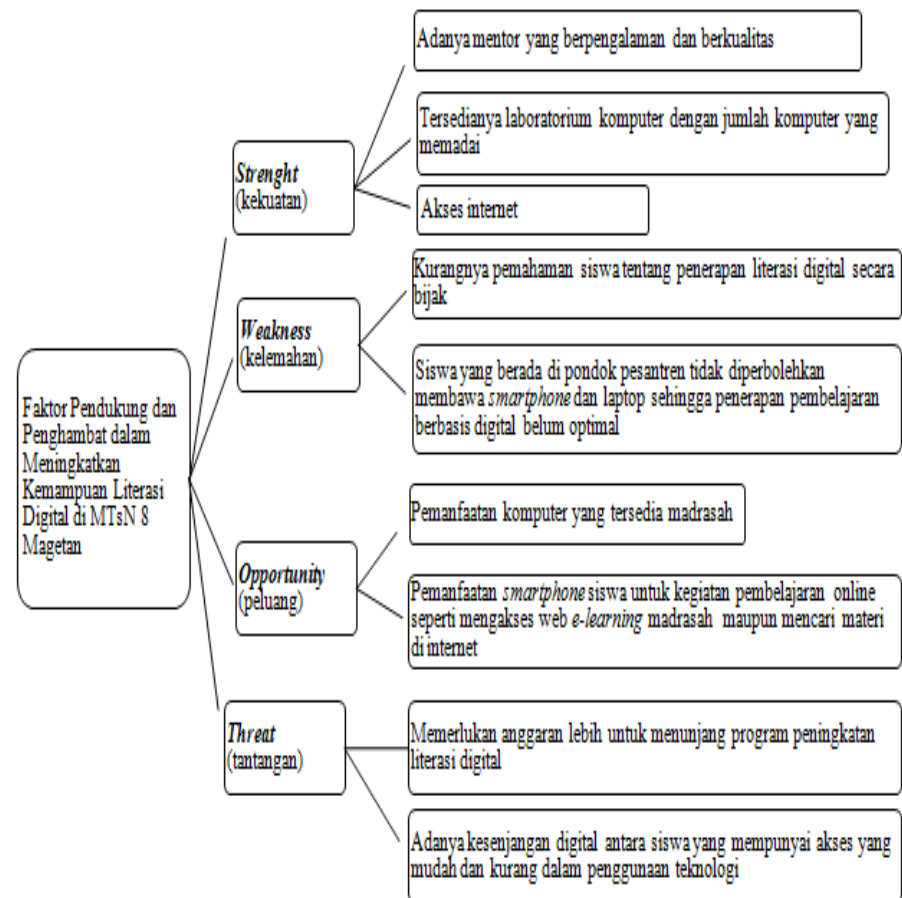 Faktor Pendukung dan
Penghambat dalam
Meningkatkan
Kemampuan Literasi
Digital di MTsN 8
Magetan
Strenght
(kekuatan)
Adanya mentor yang berpengalaman dan berkualitas
Tersedianya laboratorium komputer dengan jumlah komputer yang
memadai
Akses internet
Weakness
(kelemahan)
Kurangnya pemahaman siswa tentang penerapan literasi digital secara
bijak
Siswa yang berada di pondok pesantren tidak diperbolehkan
membawa smartphone dan laptop sehingga penerapan pembelajaran
berbasis digital belum optimal
Opportunity
(peluang)
Pemanfaatan komputer yang tersedia madrasah
Pemanfaatan smartphone siswa untuk kegiatan pembelajaran online
seperti mengakses web e-learning madrasah maupun mencari materi
di internet
Threat
(tantangan)
Memerlukan anggaran lebih untuk menunjang program peningkatan
literasi digital
Adanya kesenjangan digital antara siswa yang mempunyai akses yang
mudah dan kurang dalam penggunaan teknologi